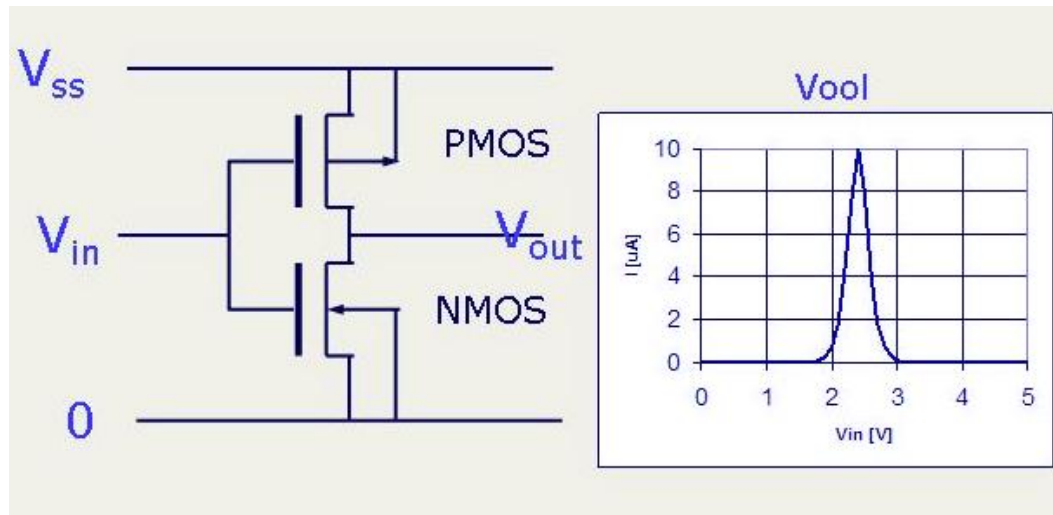 Vss
Vin
0
PMOS
Vout
NMOS
Vool
I [uA]
10
8
6
4
2
0
0 1 2 3 4 5
Vin [V]